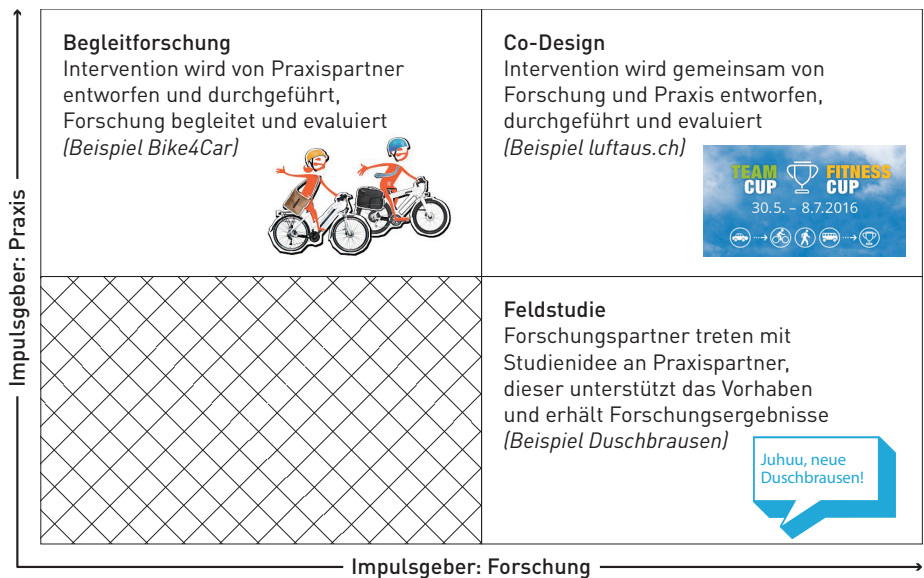 Impulsgeber: Praxis
Begleitforschung
Intervention wird von Praxispartner
entworfen und durchgeführt,
Forschung begleitet und evaluiert
(Beispiel Bike4Car)
Co-Design
Intervention wird gemeinsam von
Forschung und Praxis entworfen,
durchgeführt und evaluiert
(Beispiel luftaus.ch)
TEAM CUP
FITNESS CUP
30.5. – 8.7.2016
Feldstudie
Forschungspartner treten mit
Studienidee an Praxispartner,
dieser unterstützt das Vorhaben
und erhält Forschungsergebnisse
(Beispiel Duschbrausen)
Juhuu, neue
Duschbrausen!
Impulsgeber: Forschung